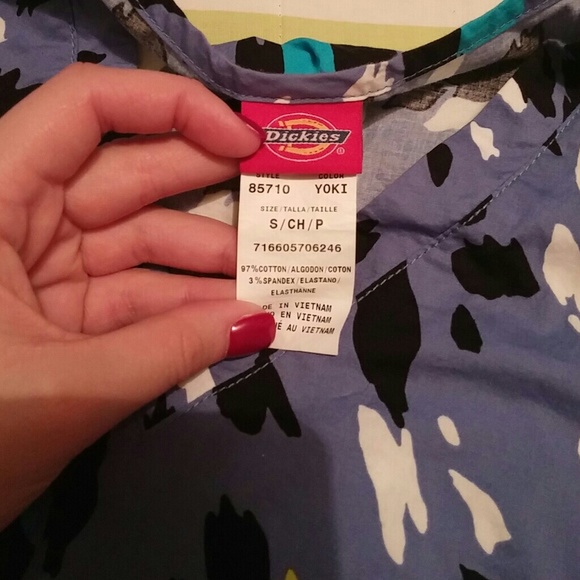 Dickies
®
STYLE COLOR
85710 YOKI
SIZE/TALLA/TAILLE
S/CH/P
716605706246
97%COTTON/ALGODON/COTON
3%SPANDEX/ELASTANO/
ELASTHANNE
DE IN VIETNAM
EN VIETNAM
AU VIETNAM